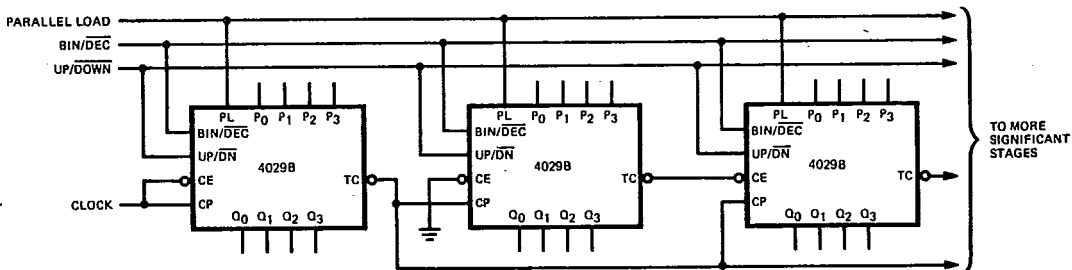 PARALLEL LOAD
BIN/DEC
UP/DOWN
PL P0 P1 P2 P3
BIN/DEC
UP/DN
4029B
CE
TC
CLOCK
CP
Q0 Q1 Q2 Q3
PL P0 P1 P2 P3
BIN/DEC
UP/DN
4029B
CE
TC
CP
Q0 Q1 Q2 Q3
PL P0 P1 P2 P3
BIN/DEC
UP/DN
4029B
CE
TC
CP
Q0 Q1 Q2 Q3
TO MORE
SIGNIFICANT
STAGES